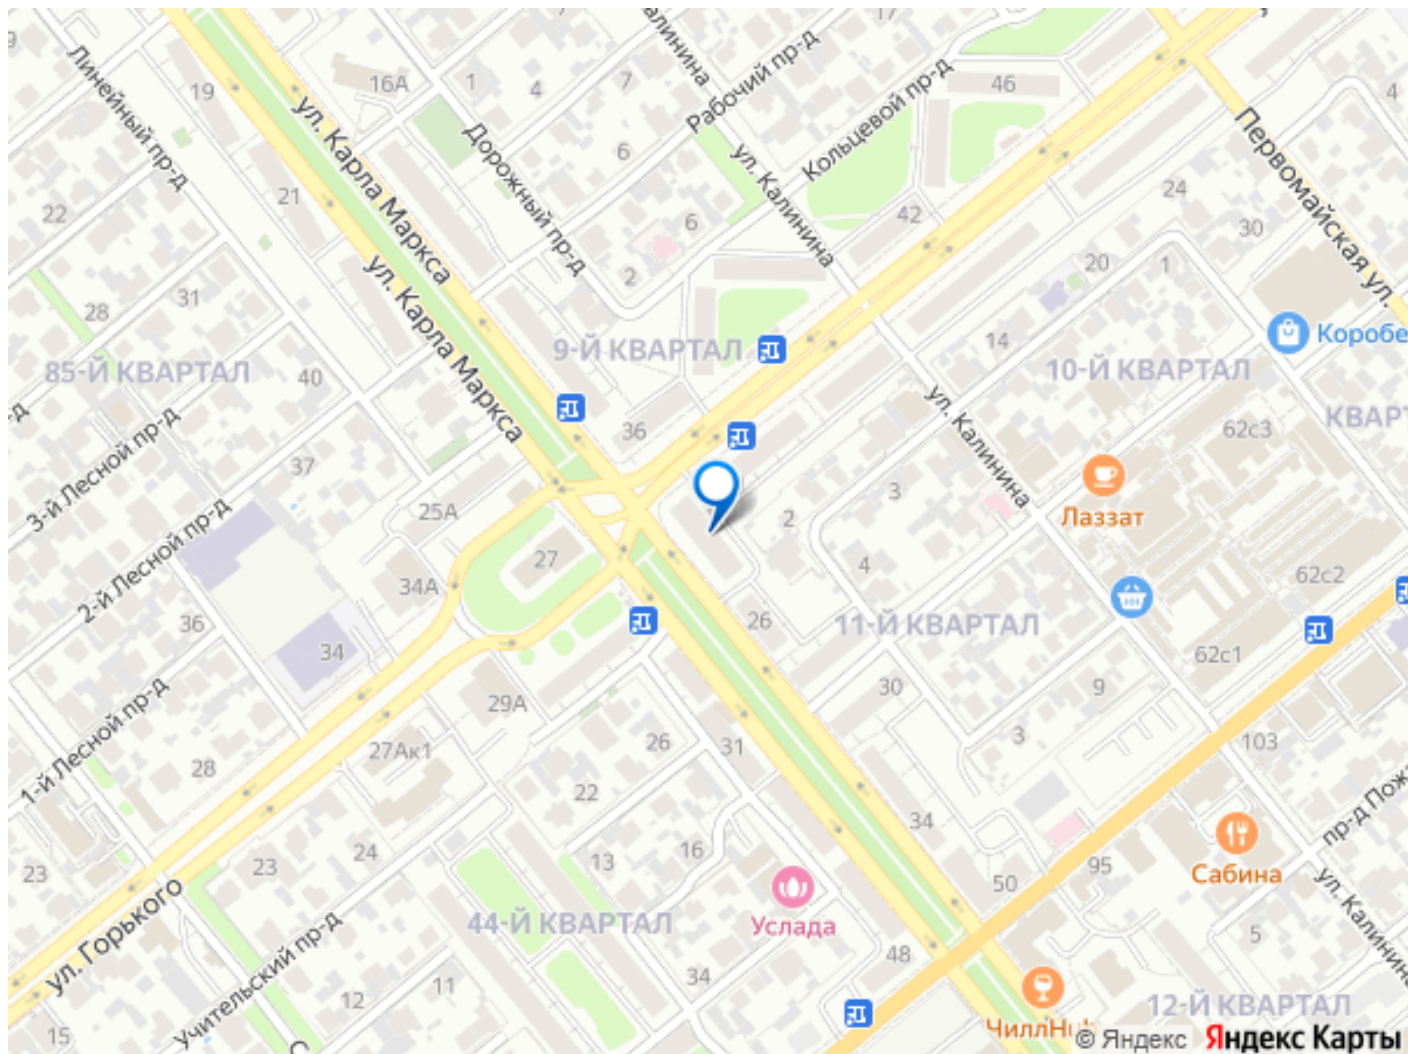 Калинина
17
9
16А
1
4
7
46
4
Линейный пр-д
19
ул. Карла Маркса
Рабочий пр-д
Кольцевой пр-д
Первомайская ул.
Дорожный пр-д
6
ул. Калинина
24
21
22
6
42
30
ул. Карла Маркса
2
20
1
28
31
14
Коробе
9-Й КВАРТАЛ
85-Й КВАРТАЛ
40
10-Й КВАРТАЛ
ул. Калинина
КВАРТ
3-й Лесной пр-д
36
62с3
37
25А
3
Лаззат
2
2-й Лесной пр-д
27
4
34А
62с2
36
26
11-Й КВАРТАЛ
34
62с1
1-й Лесной пр-д
29А
30
9
27Ак1
26
31
3
103
28
22
пр-д Пожа
34
24
13
16
Сабина
23
23
95
50
ул. Калинина
ул. Горького
44-Й КВАРТАЛ
Услада
5
Учительский пр-д
48
11
34
12
12-Й КВАРТАЛ
15
С
ЧиллHub
© Яндекс Яндекс Карты